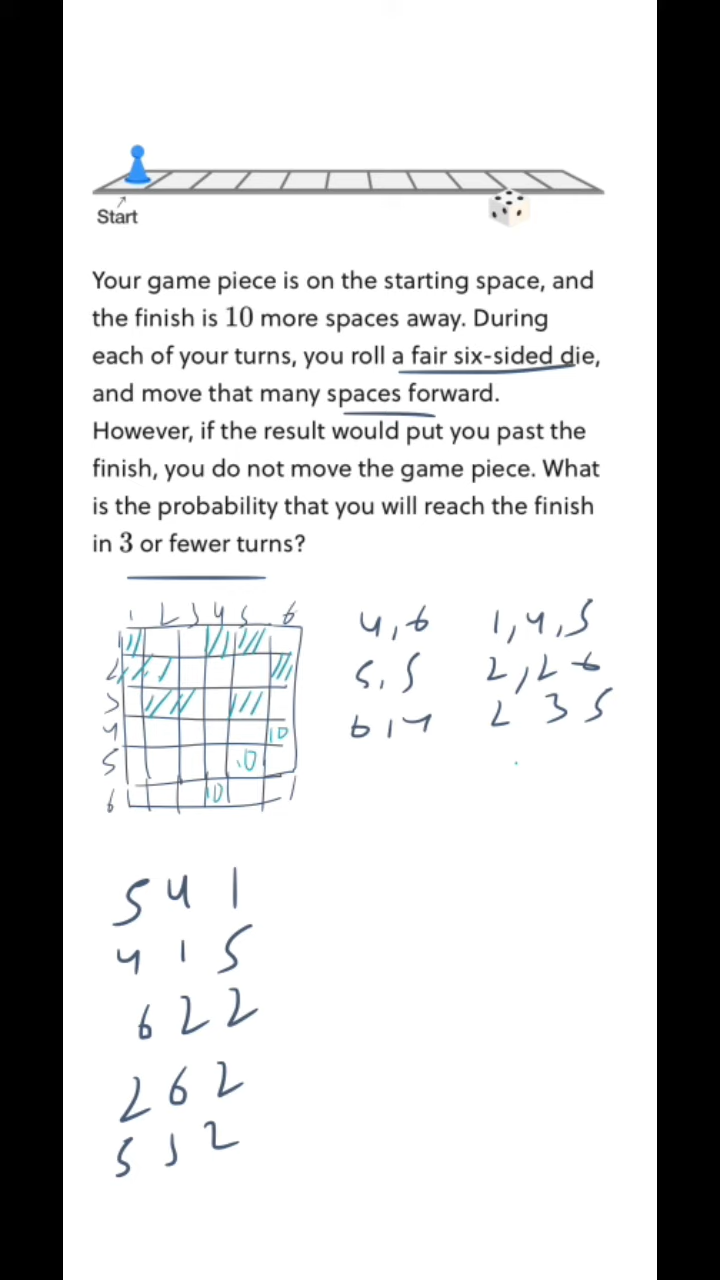 Start
Your game piece is on the starting space, and
the finish is 10 more spaces away. During
each of your turns, you roll a fair six-sided die,
and move that many spaces forward.
However, if the result would put you past the
finish, you do not move the game piece. What
is the probability that you will reach the finish
in 3 or fewer turns?
1 2 3 4 5 6
1
2
3
4 10
5 10
6 10
4, 6
5, 5
6, 4
1, 4, 5
2, 2 6
2 3 5
5 4 1
4 1 5
6 2 2
2 6 2
5 3 2